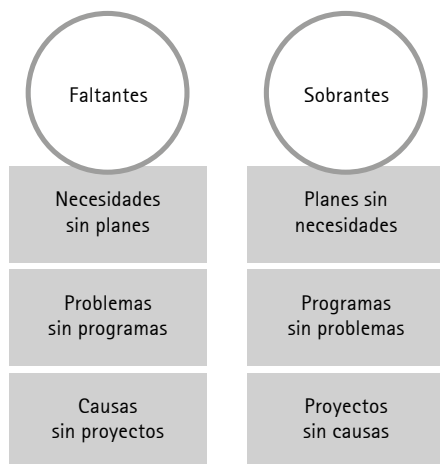 Faltantes
Necesidades
sin planes
Problemas
sin programas
Causas
sin proyectos
Sobrantes
Planes sin
necesidades
Programas
sin problemas
Proyectos
sin causas